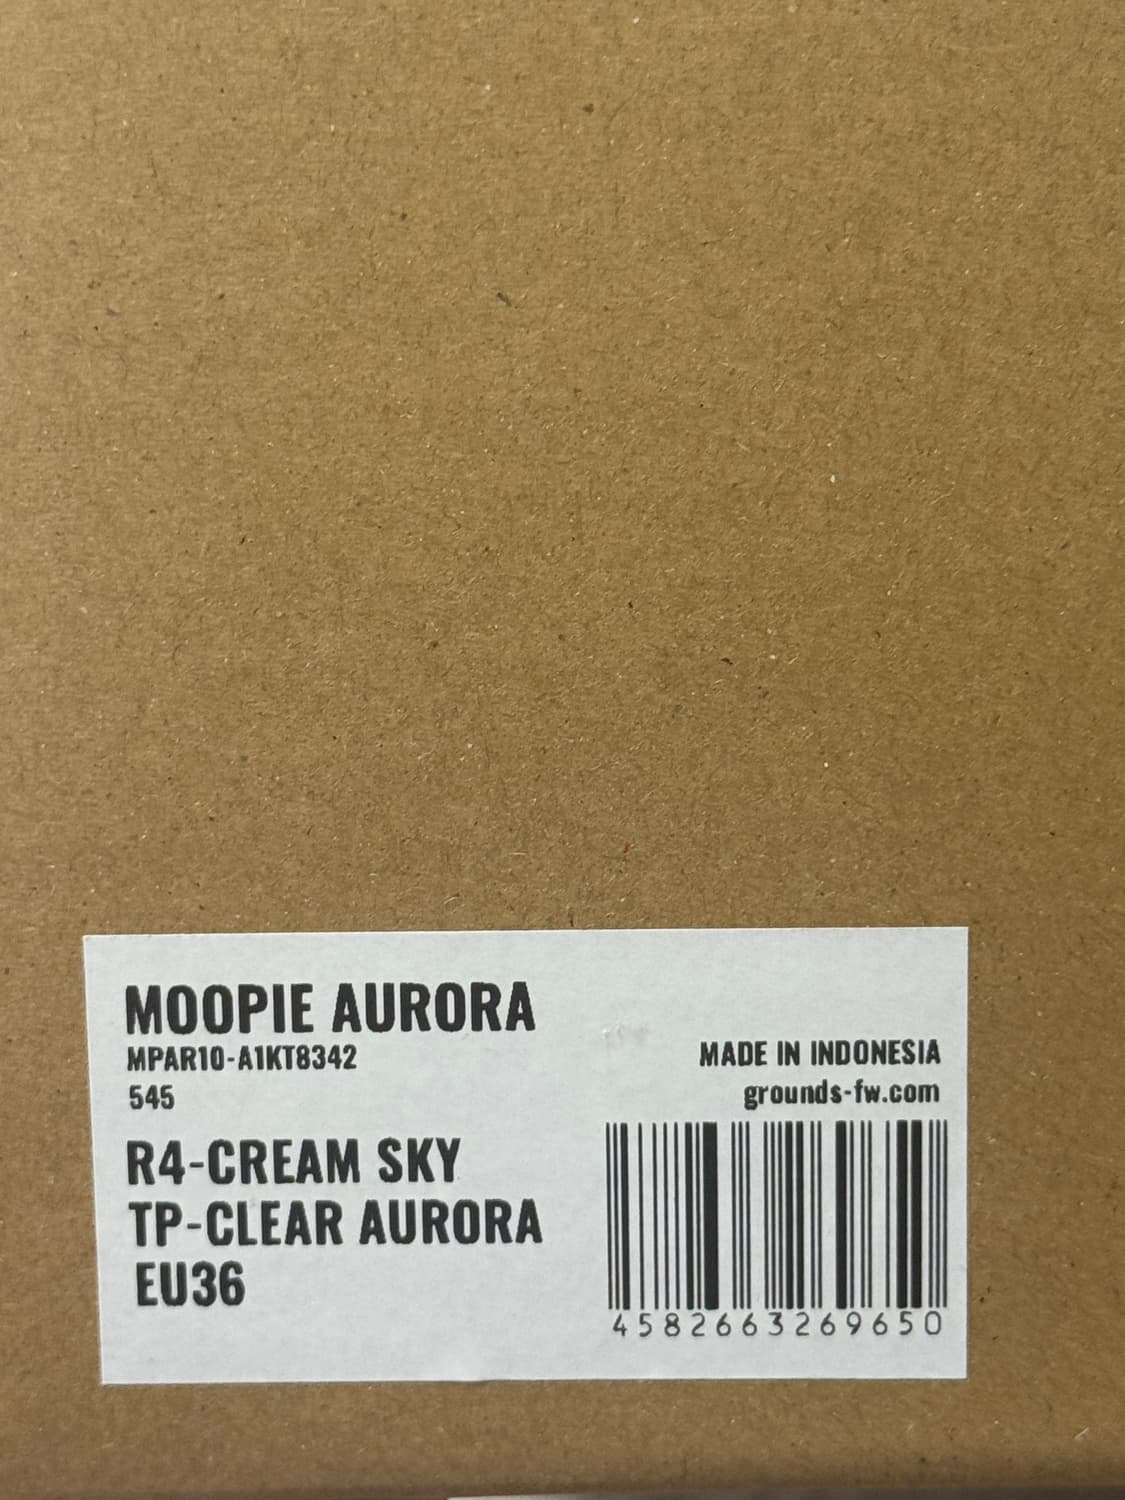 MOOPIE AURORA
MPAR10-A1KT8342
545
R4-CREAM SKY
TP-CLEAR AURORA
EU36
MADE IN INDONESIA
grounds-fw.com
4582663269650